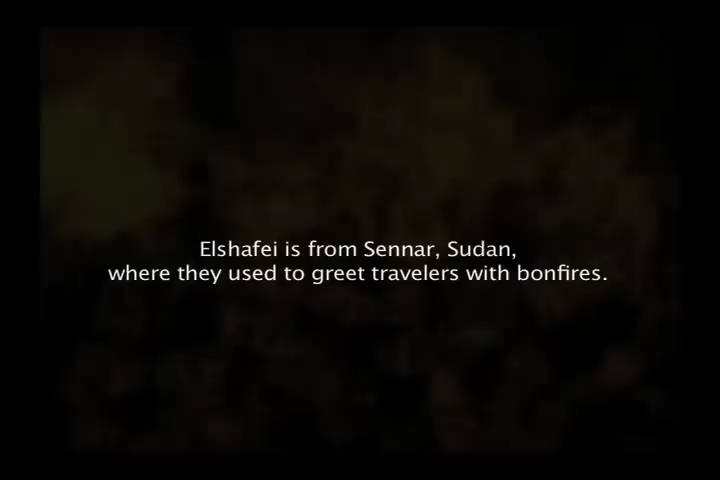 Elshafei is from Sennar, Sudan,
where they used to greet travelers with bonfires.